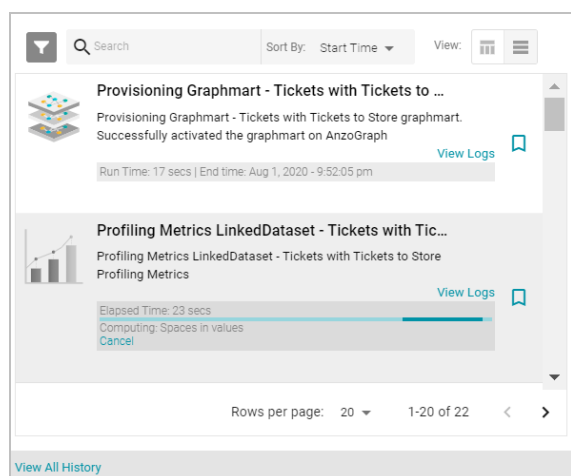 Search
Sort By: Start Time
View:
Provisioning Graphmart - Tickets with Tickets to ...
Provisioning Graphmart - Tickets with Tickets to Store graphmart.
Successfully activated the graphmart on AnzoGraph
View Logs
Run Time: 17 secs | End time: Aug 1, 2020 - 9:52:05 pm
Profiling Metrics LinkedDataset - Tickets with Tic...
Profiling Metrics LinkedDataset - Tickets with Tickets to Store
Profiling Metrics
View Logs
Elapsed Time: 23 secs
Computing: Spaces in values
Cancel
Rows per page: 20 1-20 of 22
View All History